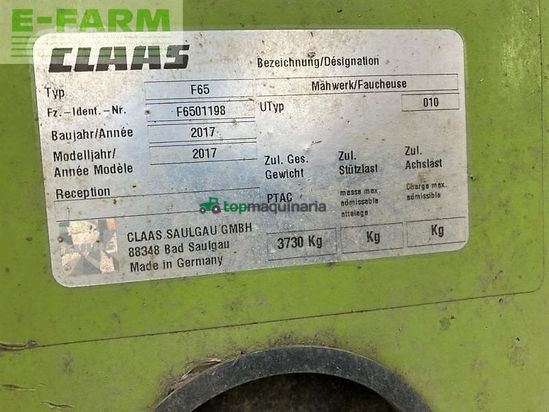 E-FARM
CLAAS
Bezeichnung/Désignation
Typ F65 Mähwerk/Faucheuse
Fz.-Ident.-Nr. F6501198 UTyp 010
Baujahr/Année 2017
Modelljahr/ 2017
Année Modèle
Reception
Zul. Ges. Zul. Zul.
Gewicht Stützlast Achslast
PTAC masse max. Charge max.
admissible admissible
attelage
topmaquinaria
3730 Kg Kg Kg
CLAAS SAULGAU GMBH
88348 Bad Saulgau
Made in Germany